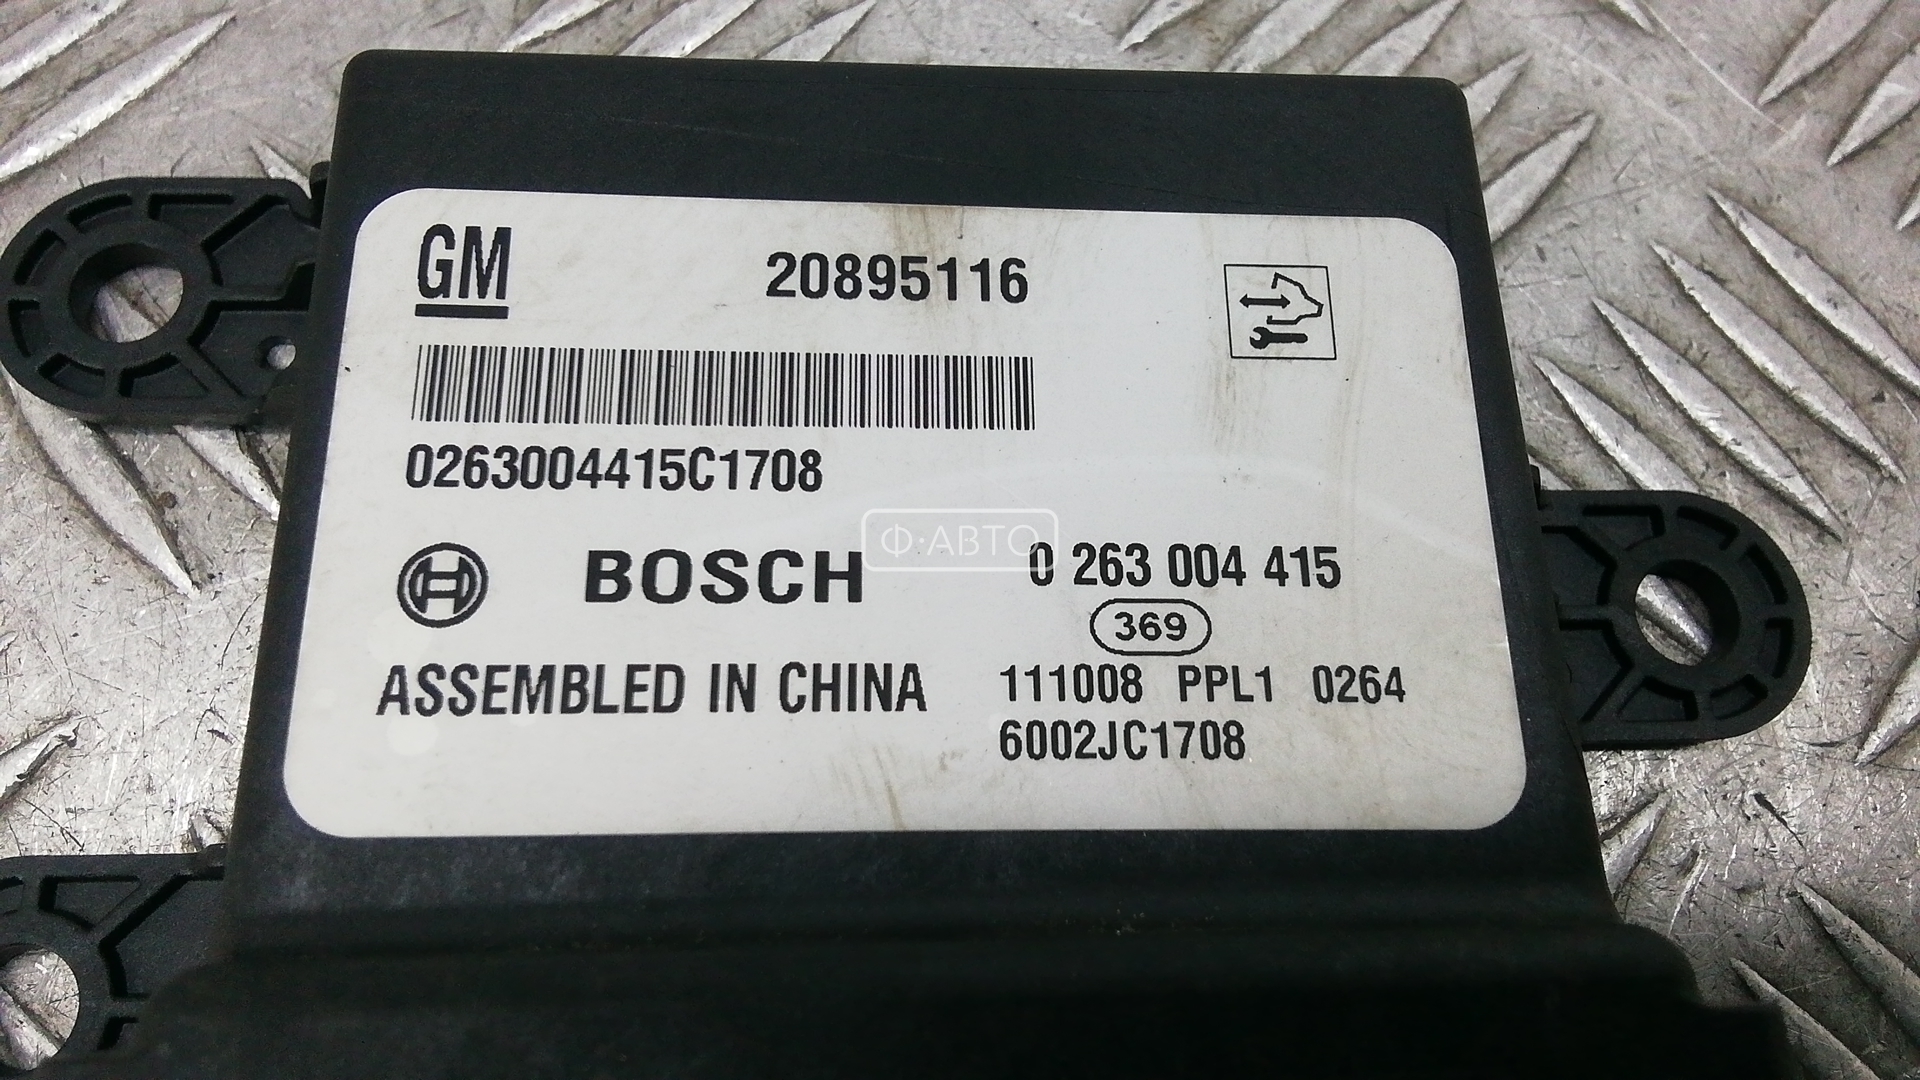 GM 20895116
0263004415C1708
Ф·АВТО
BOSCH 0 263 004 415
369
ASSEMBLED IN CHINA 111008 PPL1 0264
6002JC1708